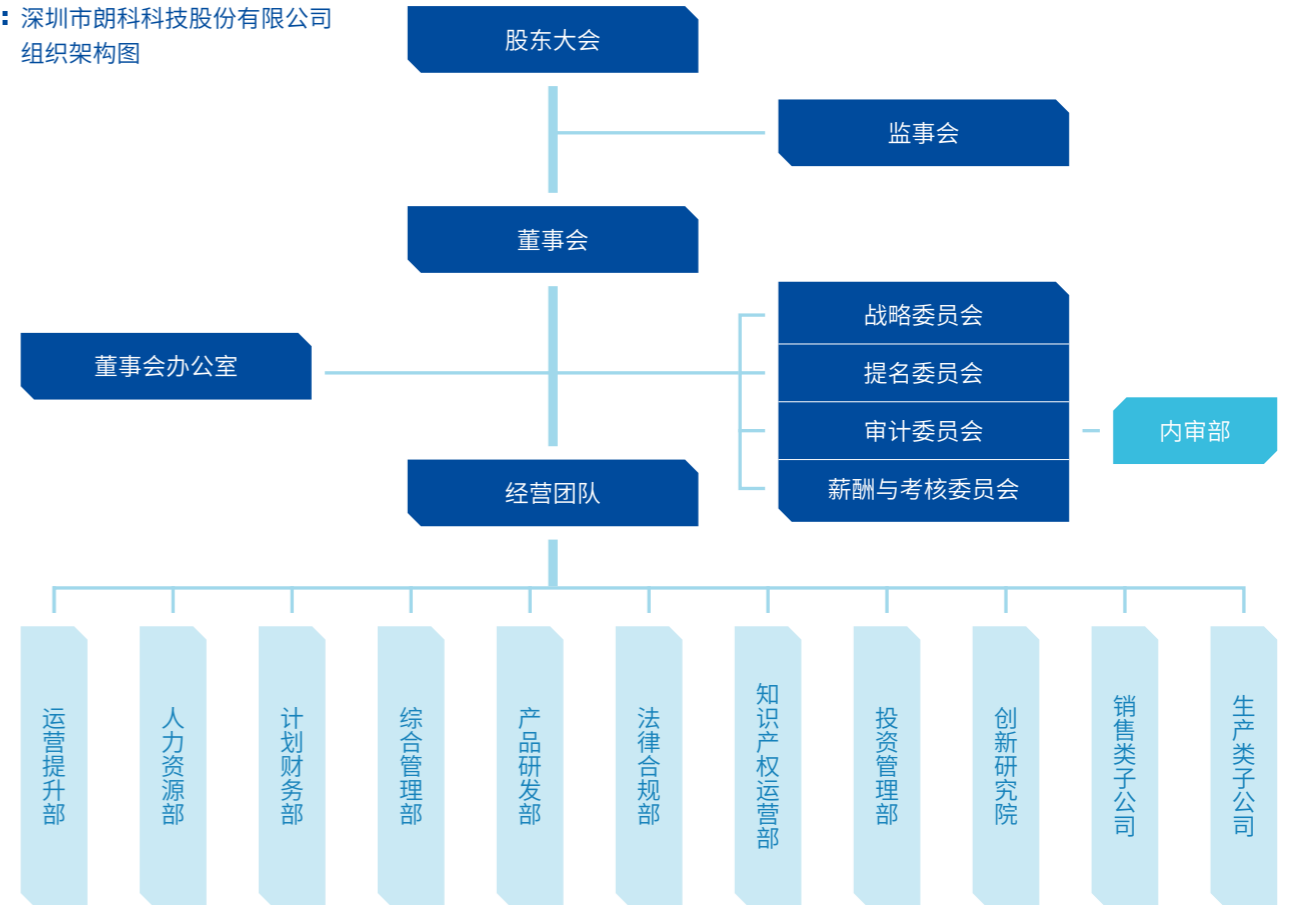 深圳市朗科科技股份有限公司
组织架构图
股东大会
监事会
董事会
战略委员会
董事会办公室
提名委员会
审计委员会
内审部
经营团队
薪酬与考核委员会
运营提升部
人力资源部
计划财务部
综合管理部
产品研发部
法律合规部
知识产权运营部
投资管理部
创新研究院
销售类子公司
生产类子公司